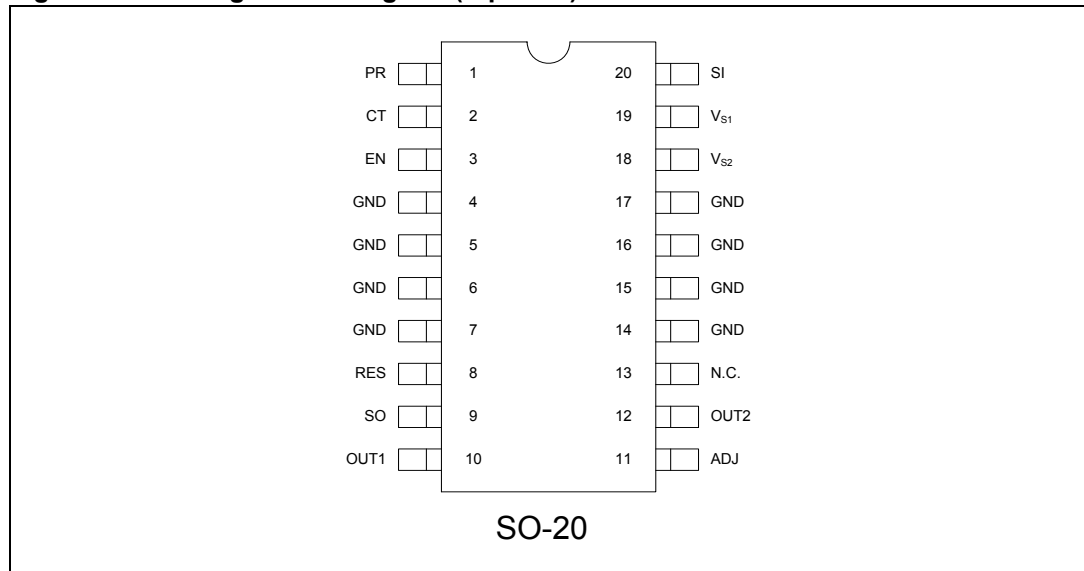 PR 1 20 SI
CT 2 19 VS1
EN 3 18 VS2
GND 4 17 GND
GND 5 16 GND
GND 6 15 GND
GND 7 14 GND
RES 8 13 N.C.
SO 9 12 OUT2
OUT1 10 11 ADJ
SO-20